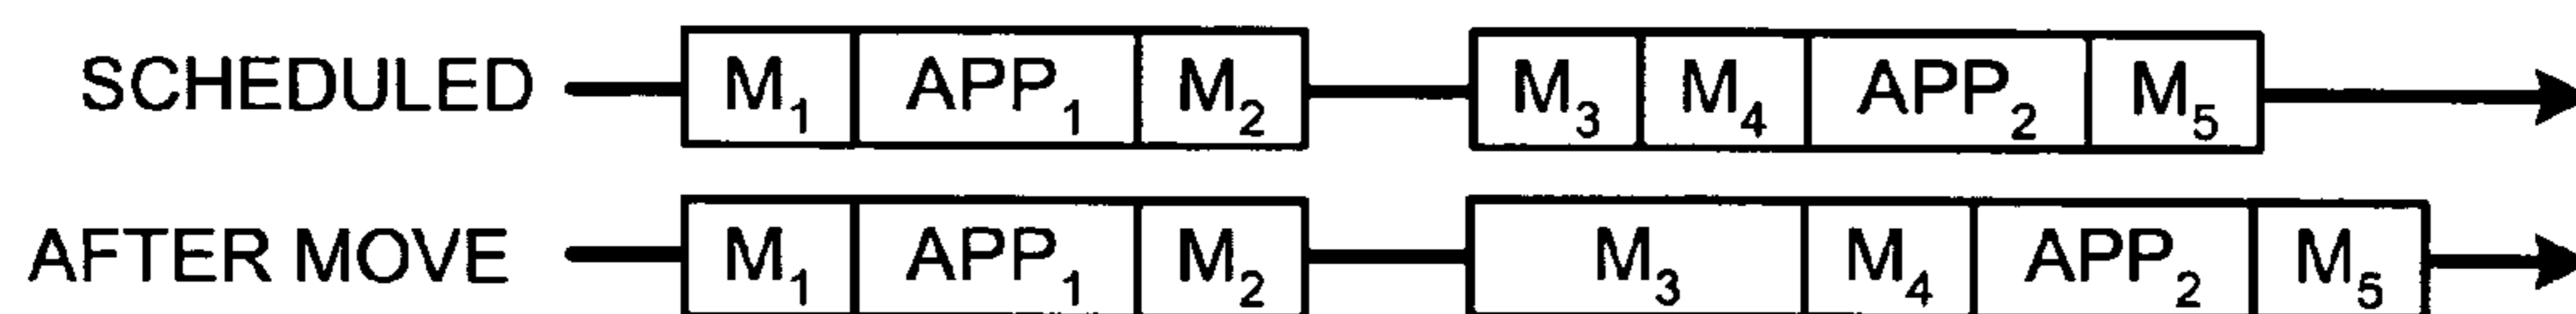 SCHEDULED M₁ APP₁ M₂ M₃ M₄ APP₂ M₅
AFTER MOVE M₁ APP₁ M₂ M₃ M₄ APP₂ M₅